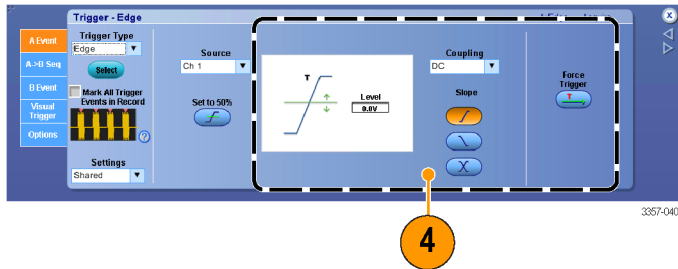 Trigger - Edge
A Event
A->B Seq
B Event
Visual
Trigger
Options
Trigger Type
Edge
Select
Mark All Trigger
Events in Record
Settings
Shared
Source
Ch 1
Set to 50%
T
Level
0.0V
Coupling
DC
Slope
Force
Trigger
T
4
3357-040